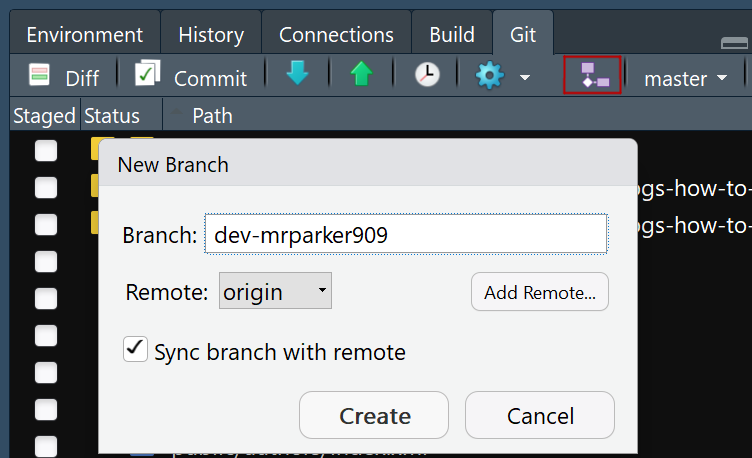 Environment History Connections Build Git
Diff Commit master
Staged Status Path
New Branch
ogs-how-to-
Branch: dev-mrparker909
ogs-how-to-
Remote: origin Add Remote...
Sync branch with remote
Create Cancel